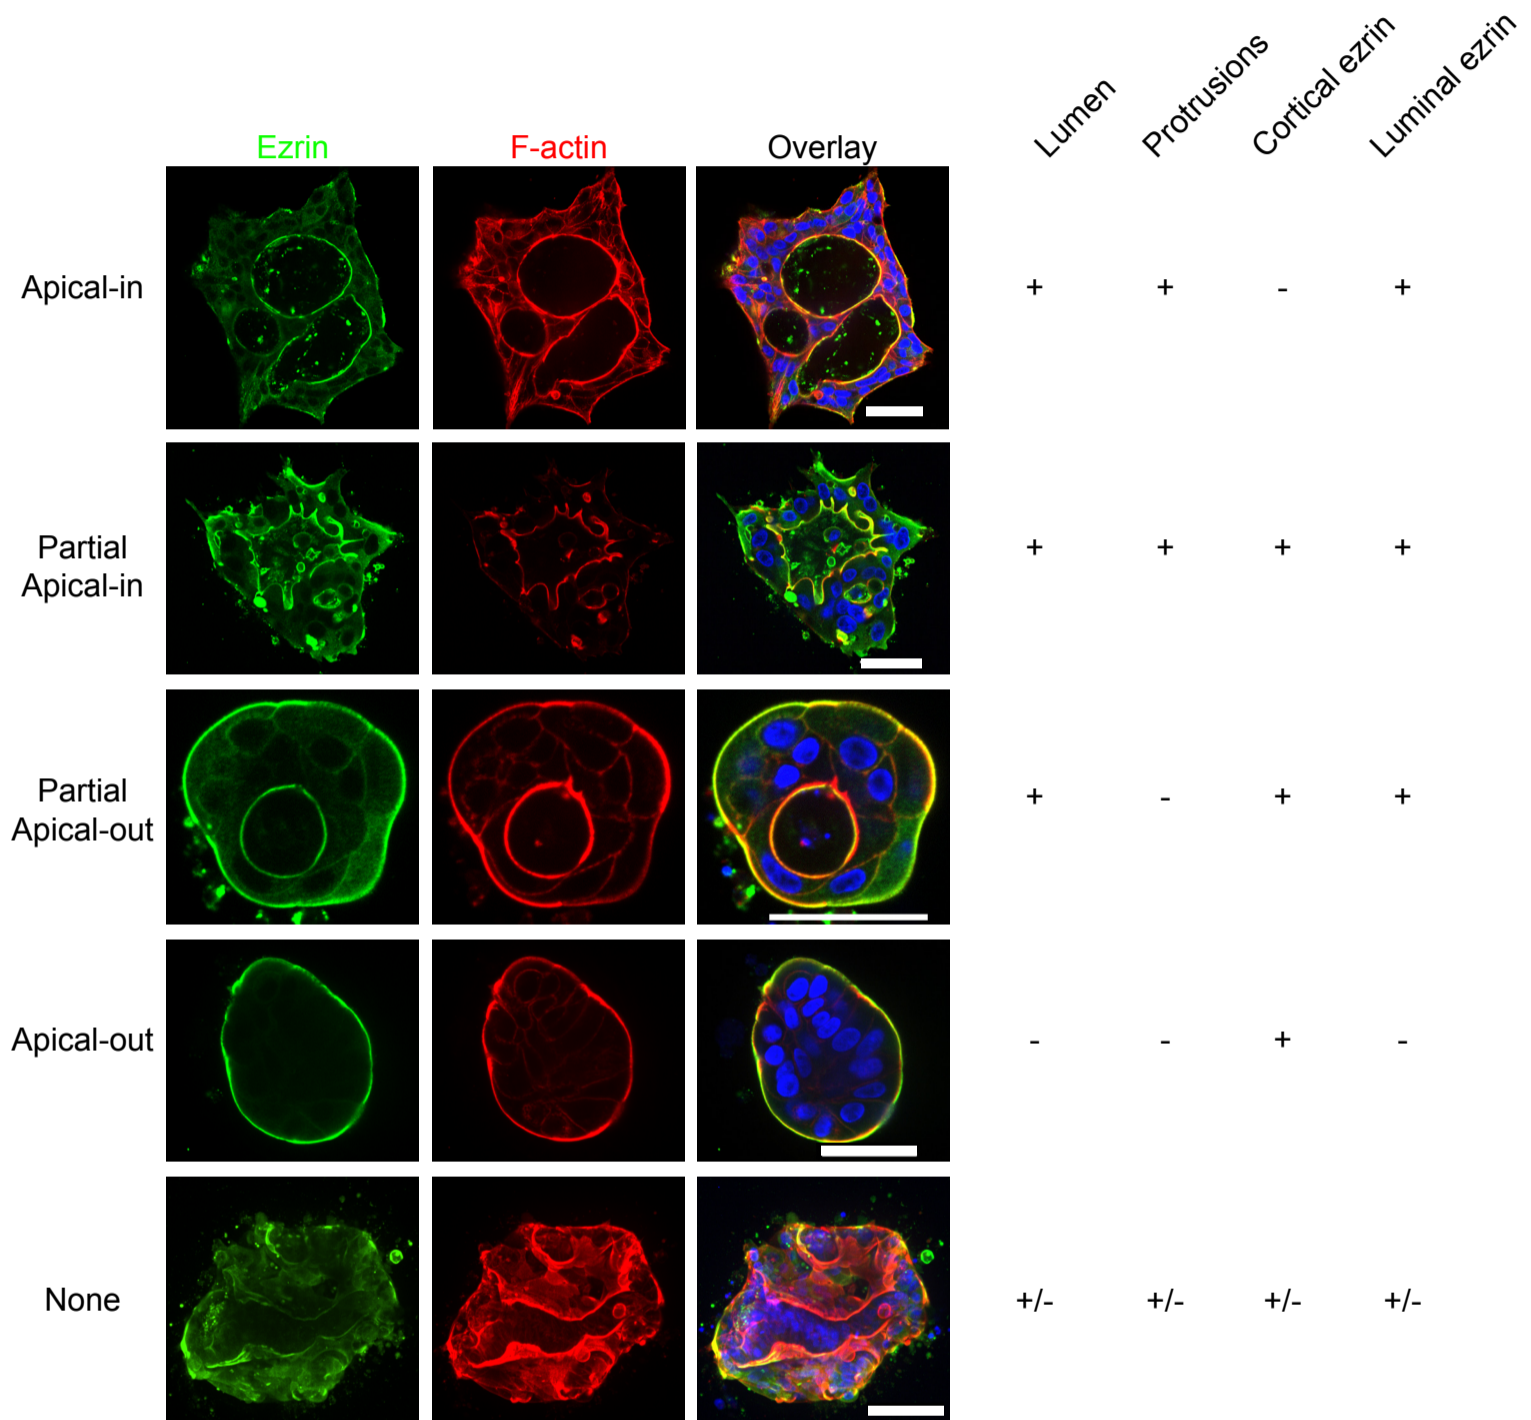 Lumen
Protrusions
Cortical ezrin
Luminal ezrin
Ezrin
F-actin
Overlay
Apical-in
+ + - +
Partial
Apical-in
+ + + +
Partial
Apical-out
+ - + +
Apical-out
- - + -
None
+/- +/- +/- +/-